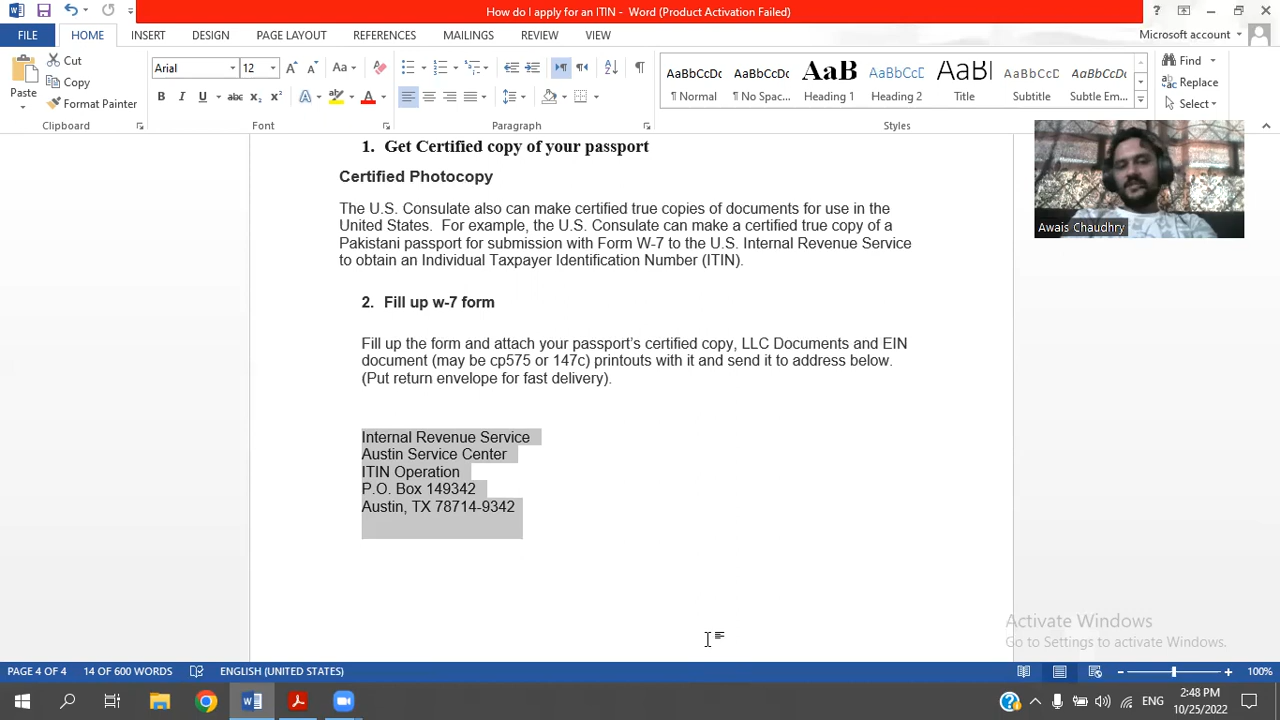 How do I apply for an ITIN - Word (Product Activation Failed)
FILE HOME INSERT DESIGN PAGE LAYOUT REFERENCES MAILINGS REVIEW VIEW Microsoft account
Paste
Cut
Copy
Format Painter
Clipboard
Arial 12
Font
Paragraph
AaBbCcDc AaBbCcDc AaBbC AaBbCcD AaBl AaBbCcD AaBbCcDc
¶ Normal ¶ No Spac... Heading 1 Heading 2 Title Subtitle Subtle Em...
Styles
Find
Replace
Select
Editing
1. Get Certified copy of your passport
Certified Photocopy
The U.S. Consulate also can make certified true copies of documents for use in the
United States. For example, the U.S. Consulate can make a certified true copy of a
Pakistani passport for submission with Form W-7 to the U.S. Internal Revenue Service
to obtain an Individual Taxpayer Identification Number (ITIN).
2. Fill up w-7 form
Fill up the form and attach your passport's certified copy, LLC Documents and EIN
document (may be cp575 or 147c) printouts with it and send it to address below.
(Put return envelope for fast delivery).
Internal Revenue Service
Austin Service Center
ITIN Operation
P.O. Box 149342
Austin, TX 78714-9342
Awais Chaudhry
Activate Windows
Go to Settings to activate Windows.
PAGE 4 OF 4 14 OF 600 WORDS ENGLISH (UNITED STATES) 100%
ENG
2:48 PM
10/25/2022